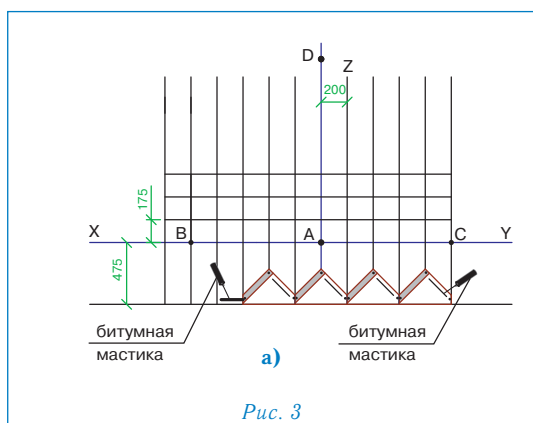 D
Z
200
175
X
B
A
C
Y
475
битумная
мастика
битумная
мастика
а)
Рис. 3